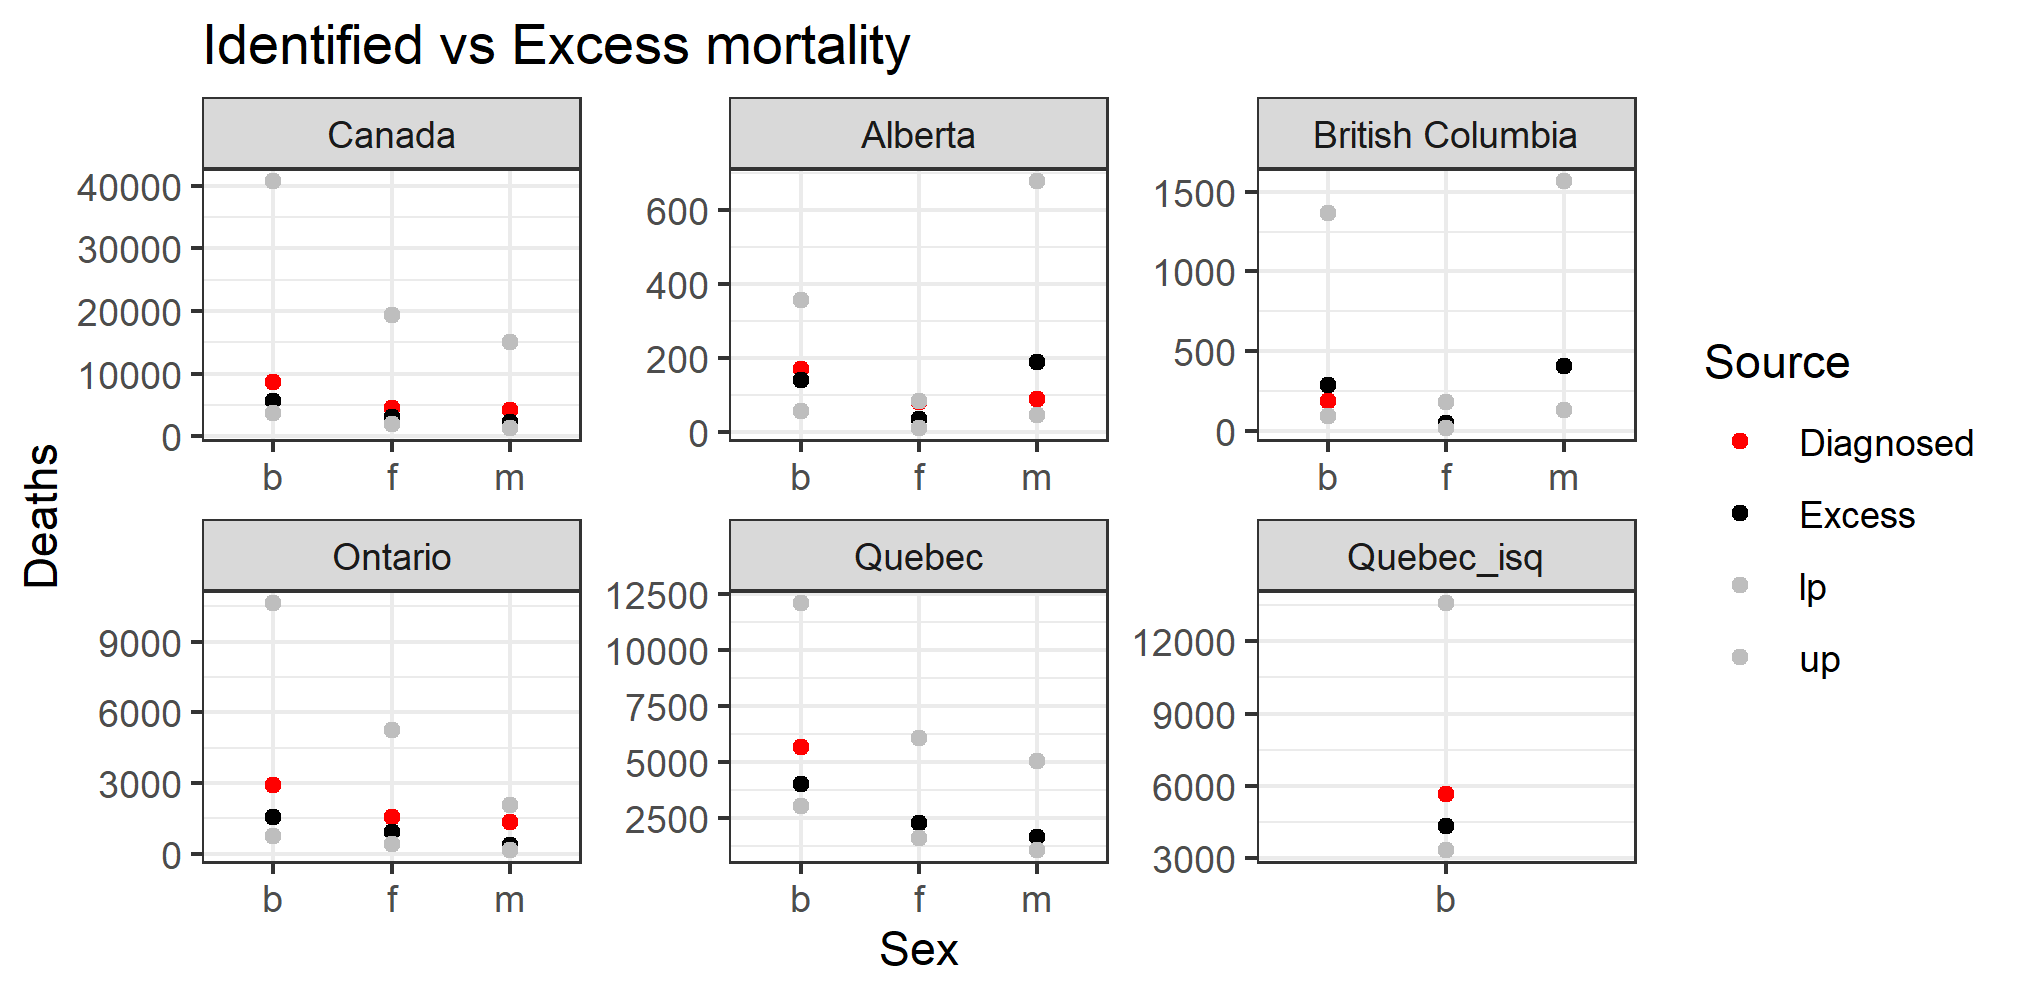 Identified vs Excess mortality
Canada
Alberta
British Columbia
40000
30000
20000
10000
0
600
400
200
0
1500
1000
500
0
b f m
b f m
b f m
Deaths
Ontario
Quebec
Quebec_isq
9000
6000
3000
0
12500
10000
7500
5000
2500
12000
9000
6000
3000
b f m
b f m
b
Sex
Source
Diagnosed
Excess
lp
up